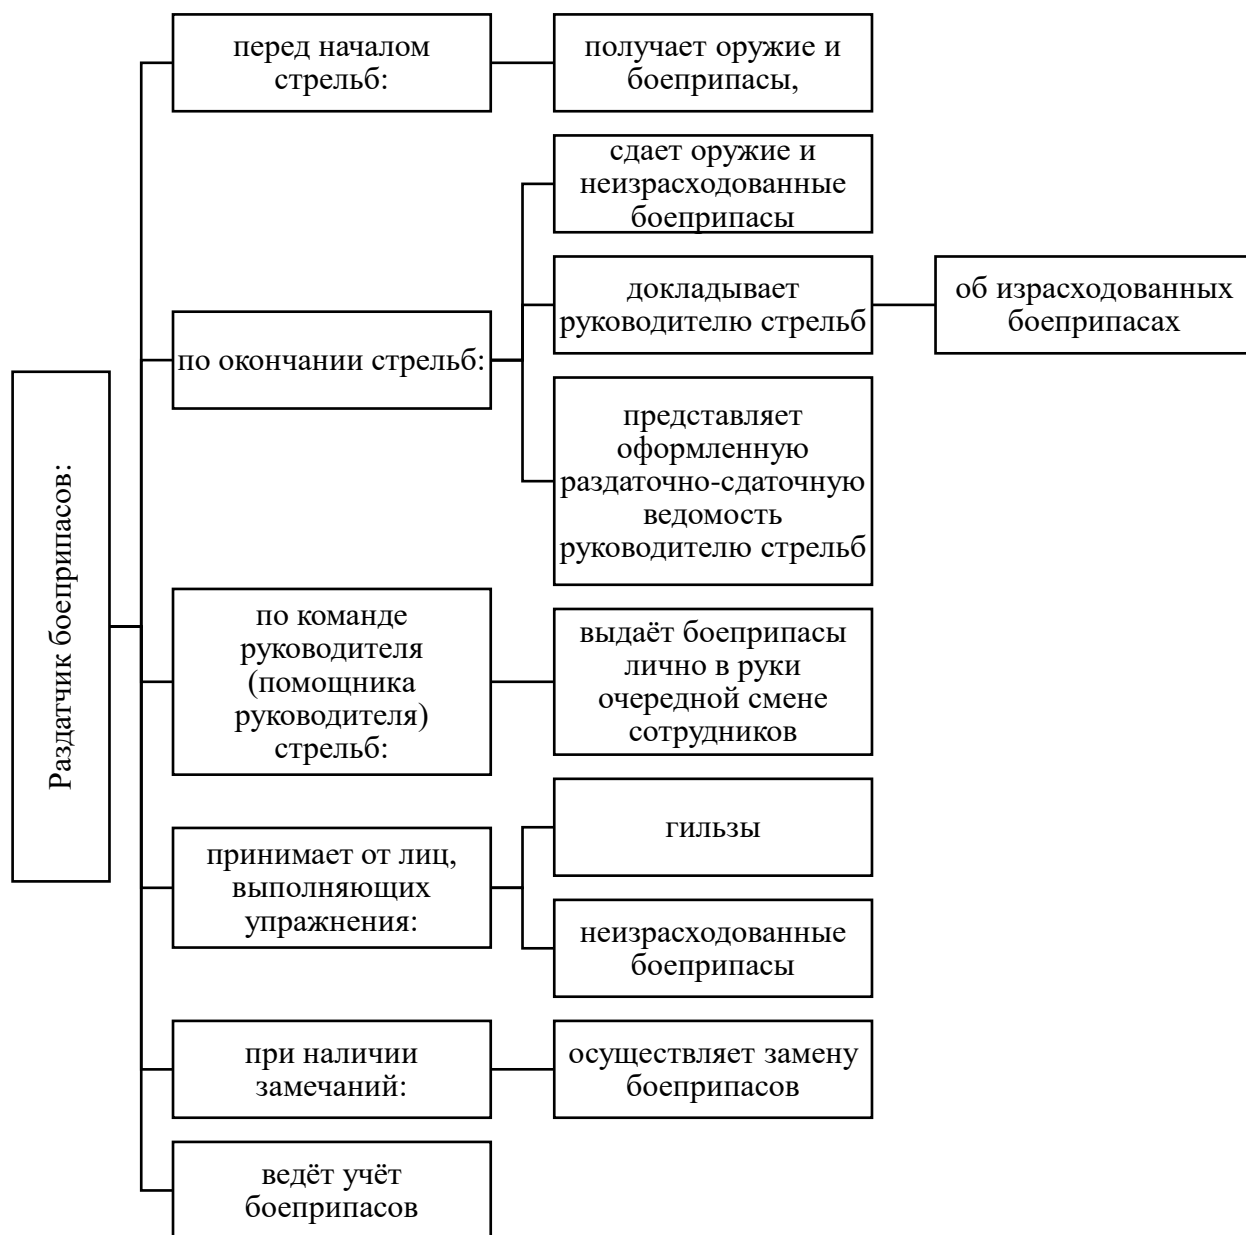 Раздатчик боеприпасов:
перед началом
стрельб:
получает оружие и
боеприпасы,
по окончании стрельб:
сдает оружие и
неизрасходованные
боеприпасы
докладывает
руководителю стрельб
об израсходованных
боеприпасах
представляет
оформленную
раздаточно-сдаточную
ведомость
руководителю стрельб
по команде
руководителя
(помощника
руководителя)
стрельб:
выдаёт боеприпасы
лично в руки
очередной смене
сотрудников
принимает от лиц,
выполняющих
упражнения:
гильзы
неизрасходованные
боеприпасы
при наличии
замечаний:
осуществляет замену
боеприпасов
ведёт учёт
боеприпасов